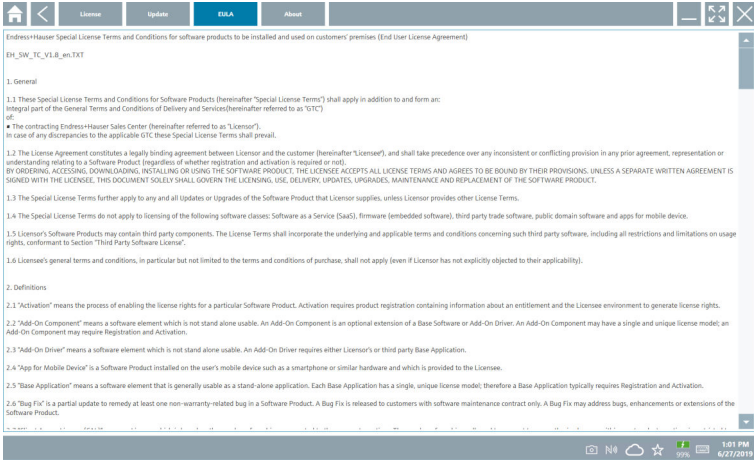 License Update EULA About
Endress+Hauser Special License Terms and Conditions for software products to be installed and used on customers' premises (End User License Agreement)
EH_SW_TC_V1.B_en.TXT
1. General
1.1 These Special License Terms and Conditions for Software Products (hereinafter "Special License Terms") shall apply in addition to and form an:
Integral part of the General Terms and Conditions of Delivery and Services(hereinafter referred to as "GTC")
of:
● The contracting Endress+Hauser Sales Center (hereinafter referred to as "Licensor").
In case of any discrepancies to the applicable GTC these Special License Terms shall prevail.
1.2 The License Agreement constitutes a legally binding agreement between Licensor and the customer (hereinafter "Licensee"), and shall take precedence over any inconsistent or conflicting provision in any prior agreement, representation or
understanding relating to a Software Product (regardless of whether registration and activation is required or not).
BY ORDERING, ACCESSING, DOWNLOADING, INSTALLING OR USING THE SOFTWARE PRODUCT, THE LICENSEE ACCEPTS ALL LICENSE TERMS AND AGREES TO BE BOUND BY THEIR PROVISIONS. UNLESS A SEPARATE WRITTEN AGREEMENT IS
SIGNED WITH THE LICENSEE, THIS DOCUMENT SOLELY SHALL GOVERN THE LICENSING, USE, DELIVERY, UPDATES, UPGRADES, MAINTENANCE AND REPLACEMENT OF THE SOFTWARE PRODUCT.
1.3 The Special License Terms further apply to any and all Updates or Upgrades of the Software Product that Licensor supplies, unless Licensor provides other License Terms.
1.4 The Special License Terms do not apply to licensing of the following software classes: Software as a Service (SaaS), firmware (embedded software), third party trade software, public domain software and apps for mobile device.
1.5 Licensor's Software Products may contain third party components. The License Terms shall incorporate the underlying and applicable terms and conditions concerning such third party software, including all restrictions and limitations on usage
rights, conformant to Section "Third Party Software License".
1.6 Licensee's general terms and conditions, in particular but not limited to the terms and conditions of purchase, shall not apply (even if Licensor has not explicitly objected to their applicability).
2. Definitions
2.1 "Activation" means the process of enabling the license rights for a particular Software Product. Activation requires product registration containing information about an entitlement and the Licensee environment to generate license rights.
2.2 "Add-On Component" means a software element which is not stand alone usable. An Add-On Component is an optional extension of a Base Software or Add-On Driver. An Add-On Component may have a single and unique license model; an
Add-On Component may require Registration and Activation.
2.3 "Add-On Driver" means a software element which is not stand alone usable. An Add-On Driver requires either Licensor's or third party Base Application.
2.4 "App for Mobile Device" is a Software Product installed on the user's mobile device such as a smartphone or similar hardware and which is provided to the Licensee.
2.5 "Base Application" means a software element that is generally usable as a stand-alone application. Each Base Application has a single, unique license model; therefore a Base Application typically requires Registration and Activation.
2.6 "Bug Fix" is a partial update to remedy at least one non-warranty-related bug in a Software Product. A Bug Fix is released to customers with software maintenance contract only. A Bug Fix may address bugs, enhancements or extensions of the
Software Product.
99%
1:01 PM
6/27/2019